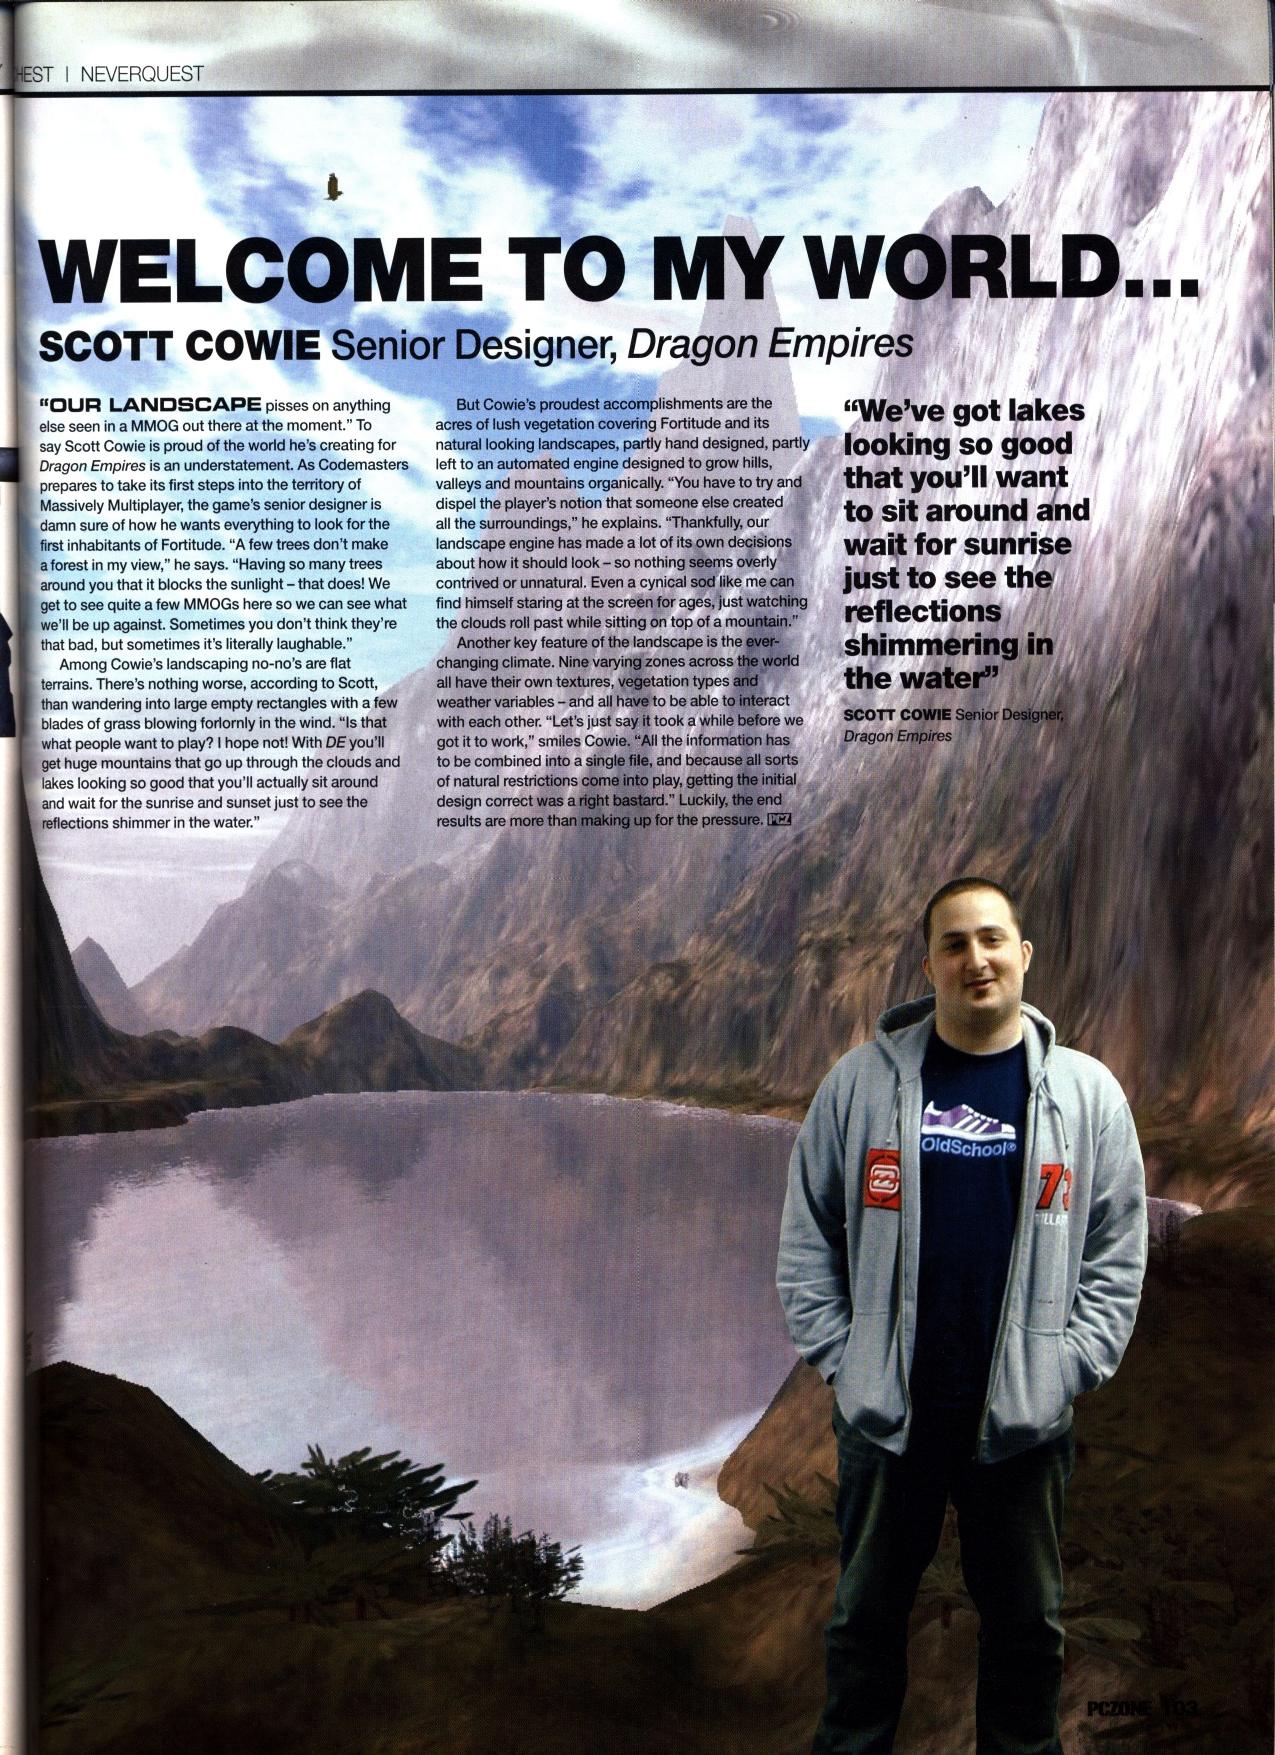 HEST | NEVERQUEST
WELCOME TO MY WORLD...
SCOTT COWIE Senior Designer, Dragon Empires
“OUR LANDSCAPE pisses on anything
else seen in a MMOG out there at the moment.” To
say Scott Cowie is proud of the world he’s creating for
Dragon Empires is an understatement. As Codemasters
prepares to take its first steps into the territory of
Massively Multiplayer, the game’s senior designer is
damn sure of how he wants everything to look for the
first inhabitants of Fortitude. “A few trees don’t make
a forest in my view,” he says. “Having so many trees
around you that it blocks the sunlight – that does! We
get to see quite a few MMOGs here so we can see what
we’ll be up against. Sometimes you don’t think they’re
that bad, but sometimes it’s literally laughable.”
Among Cowie’s landscaping no-no’s are flat
terrains. There’s nothing worse, according to Scott,
than wandering into large empty rectangles with a few
blades of grass blowing forlornly in the wind. “Is that
what people want to play? I hope not! With DE you’ll
get huge mountains that go up through the clouds and
lakes looking so good that you’ll actually sit around
and wait for the sunrise and sunset just to see the
reflections shimmer in the water.”
But Cowie’s proudest accomplishments are the
acres of lush vegetation covering Fortitude and its
natural looking landscapes, partly hand designed, partly
left to an automated engine designed to grow hills,
valleys and mountains organically. “You have to try and
dispel the player’s notion that someone else created
all the surroundings,” he explains. “Thankfully, our
landscape engine has made a lot of its own decisions
about how it should look – so nothing seems overly
contrived or unnatural. Even a cynical sod like me can
find himself staring at the screen for ages, just watching
the clouds roll past while sitting on top of a mountain.”
Another key feature of the landscape is the ever-
changing climate. Nine varying zones across the world
all have their own textures, vegetation types and
weather variables – and all have to be able to interact
with each other. “Let’s just say it took a while before we
got it to work,” smiles Cowie. “All the information has
to be combined into a single file, and because all sorts
of natural restrictions come into play, getting the initial
design correct was a right bastard.” Luckily, the end
results are more than making up for the pressure. PCZ
“We’ve got lakes
looking so good
that you’ll want
to sit around and
wait for sunrise
just to see the
reflections
shimmering in
the water”
SCOTT COWIE Senior Designer,
Dragon Empires
OldSchool®
73
PCZONE 103